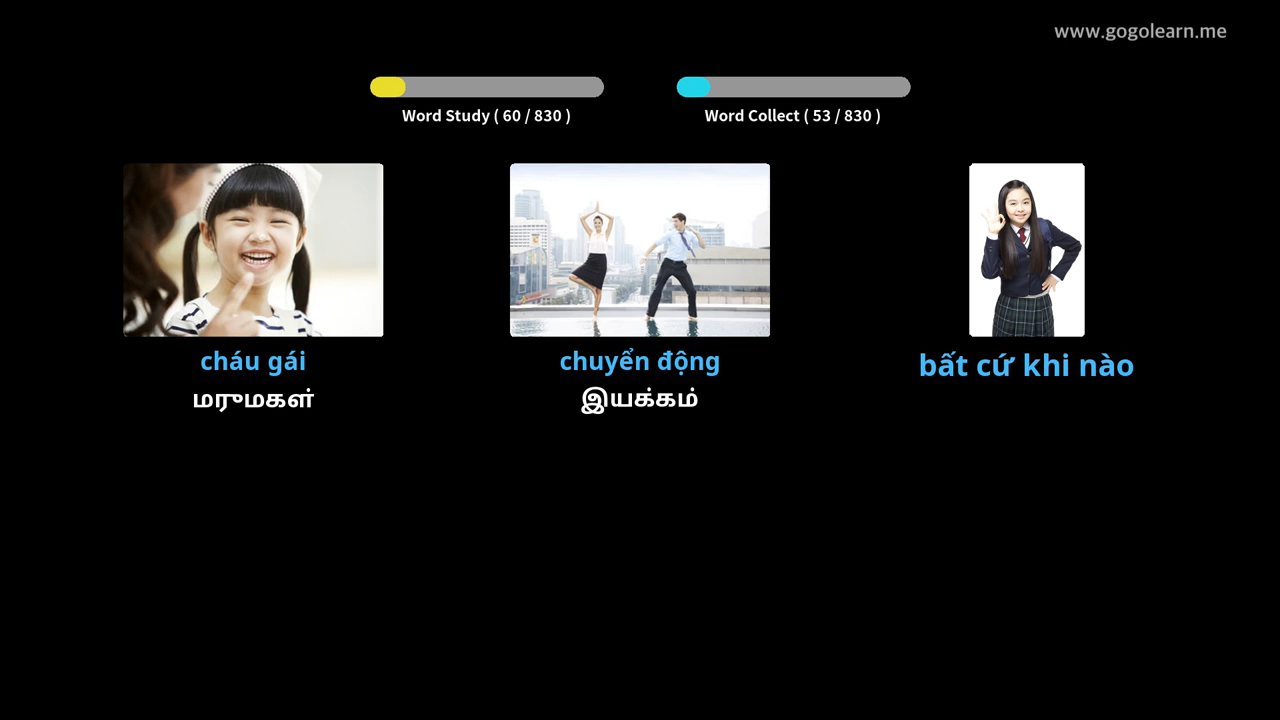 www.gogolearn.me
Word Study ( 60 / 830 )
Word Collect ( 53 / 830 )
cháu gái
மருமகள்
chuyển động
இயக்கம்
bất cứ khi nào